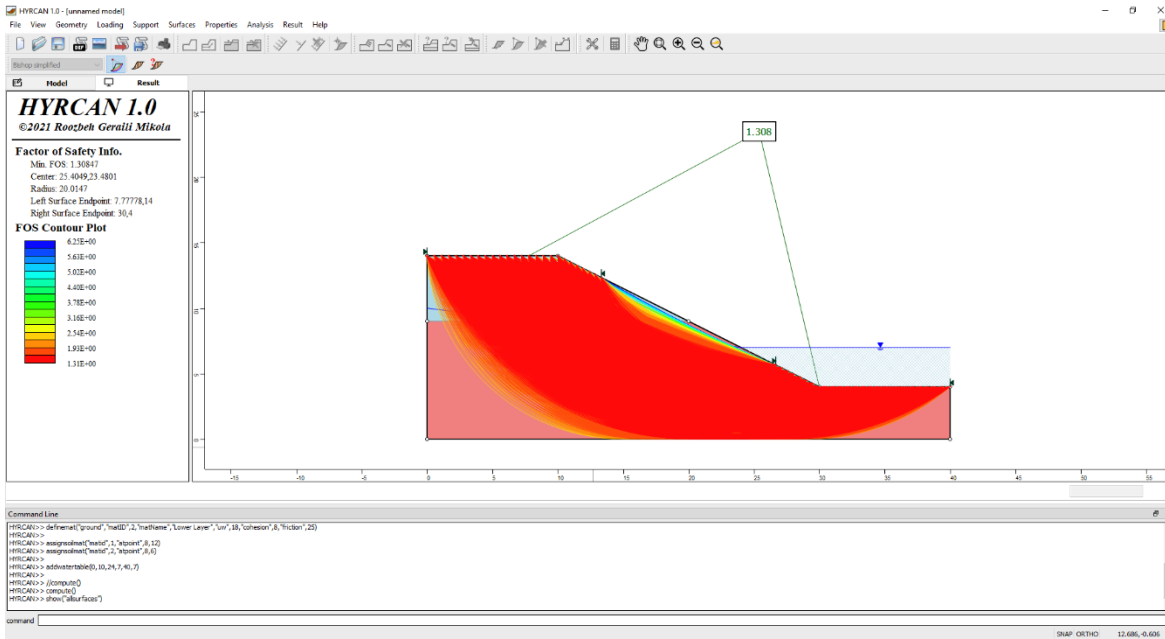 HYRCAN 1.0 - [unnamed model]
File View Geometry Loading Support Surfaces Properties Analysis Result Help
DXF
Bishop simplified
Model Result
HYRCAN 1.0
©2021 Roozbeh Geraili Mikola
Factor of Safety Info.
Min. FOS: 1.30847
Center: 25.4049,23.4801
Radius: 20.0147
Left Surface Endpoint: 7.77778,14
Right Surface Endpoint: 30,4
FOS Contour Plot
6.25E+00
5.63E+00
5.02E+00
4.40E+00
3.78E+00
3.16E+00
2.54E+00
1.93E+00
1.31E+00
1.308
25
20
15
10
5
0
-15 -10 -5 0 5 10 15 20 25 30 35 40 45 50 55
Command Line
HYRCAN>> definemat("ground","matID",2,"matName","Lower Layer","uw",18,"cohesion",8,"friction",25)
HYRCAN>>
HYRCAN>> assignsoilmat("matid",1,"atpoint",8,12)
HYRCAN>> assignsoilmat("matid",2,"atpoint",8,6)
HYRCAN>>
HYRCAN>> addwatertable(0,10,24,7,40,7)
HYRCAN>>
HYRCAN>> //compute()
HYRCAN>> compute()
HYRCAN>> show("allsurfaces")
command
SNAP ORTHO: 12.686, -0.606